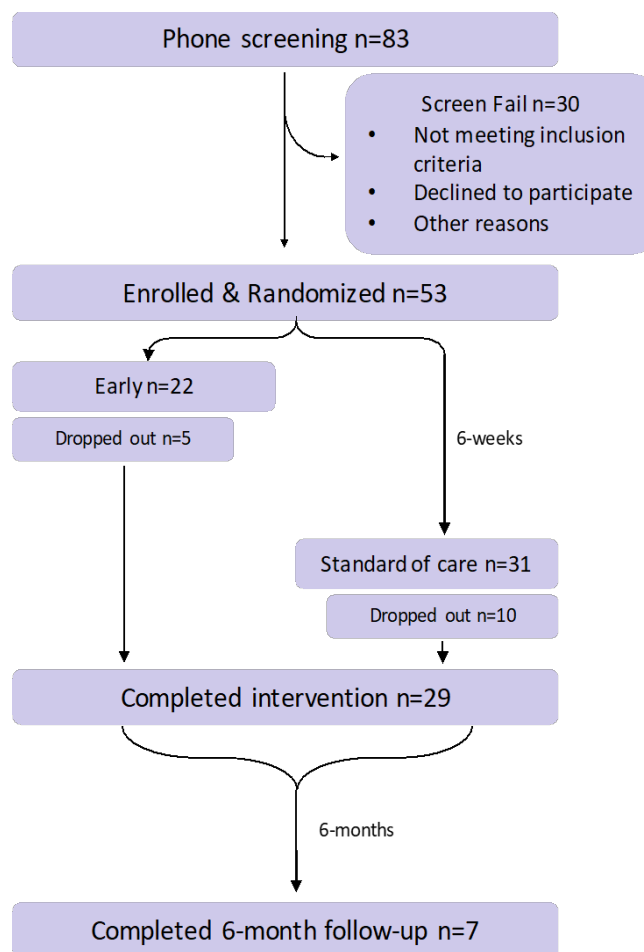 Phone screening n=83
Screen Fail n=30
• Not meeting inclusion
criteria
• Declined to participate
• Other reasons
Enrolled & Randomized n=53
Early n=22
Dropped out n=5
6-weeks
Standard of care n=31
Dropped out n=10
Completed intervention n=29
6-months
Completed 6-month follow-up n=7